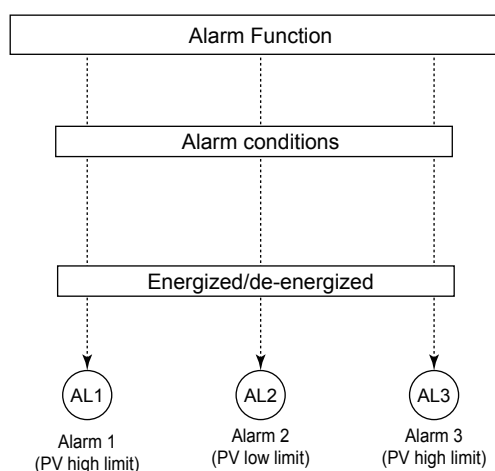 Alarm Function
Alarm conditions
Energized/de-energized
AL1 AL2 AL3
Alarm 1 Alarm 2 Alarm 3
(PV high limit) (PV low limit) (PV high limit)